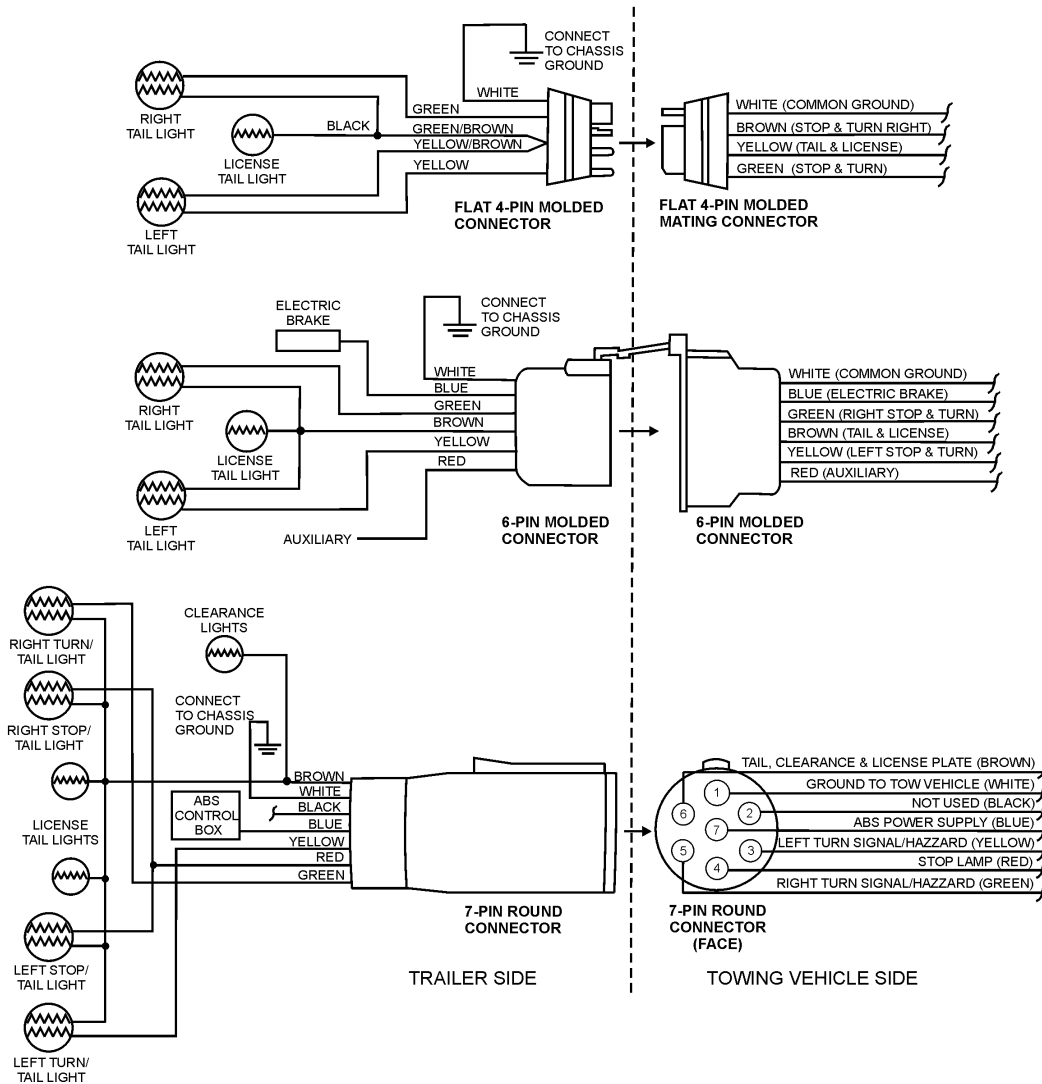 CONNECT
TO CHASSIS
GROUND
WHITE
GREEN
BLACK
GREEN/BROWN
YELLOW/BROWN
YELLOW
RIGHT
TAIL LIGHT
LICENSE
TAIL LIGHT
LEFT
TAIL LIGHT
FLAT 4-PIN MOLDED
CONNECTOR
WHITE (COMMON GROUND)
BROWN (STOP & TURN RIGHT)
YELLOW (TAIL & LICENSE)
GREEN (STOP & TURN)
FLAT 4-PIN MOLDED
MATING CONNECTOR
ELECTRIC
BRAKE
CONNECT
TO CHASSIS
GROUND
WHITE
BLUE
GREEN
BROWN
YELLOW
RED
RIGHT
TAIL LIGHT
LICENSE
TAIL LIGHT
LEFT
TAIL LIGHT
AUXILIARY
6-PIN MOLDED
CONNECTOR
WHITE (COMMON GROUND)
BLUE (ELECTRIC BRAKE)
GREEN (RIGHT STOP & TURN)
BROWN (TAIL & LICENSE)
YELLOW (LEFT STOP & TURN)
RED (AUXILIARY)
6-PIN MOLDED
CONNECTOR
RIGHT TURN/
TAIL LIGHT
RIGHT STOP/
TAIL LIGHT
LICENSE
TAIL LIGHTS
LEFT STOP/
TAIL LIGHT
LEFT TURN/
TAIL LIGHT
CLEARANCE
LIGHTS
CONNECT
TO CHASSIS
GROUND
ABS
CONTROL
BOX
BROWN
WHITE
BLACK
BLUE
YELLOW
RED
GREEN
7-PIN ROUND
CONNECTOR
TAIL, CLEARANCE & LICENSE PLATE (BROWN)
GROUND TO TOW VEHICLE (WHITE)
NOT USED (BLACK)
ABS POWER SUPPLY (BLUE)
LEFT TURN SIGNAL/HAZZARD (YELLOW)
STOP LAMP (RED)
RIGHT TURN SIGNAL/HAZZARD (GREEN)
1
6
2
7
5
3
4
7-PIN ROUND
CONNECTOR
(FACE)
TRAILER SIDE
TOWING VEHICLE SIDE